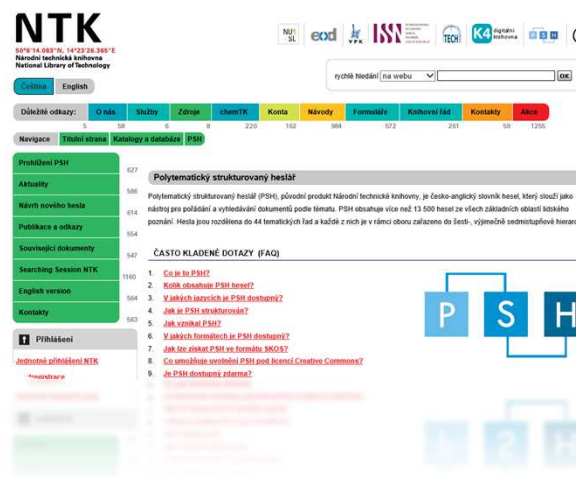 NTK
50°6'14.083"N, 14°23'26.365"E
Národní technická knihovna
National Library of Technology
NUŠL
eod
VPK
ISSN
TECH
K4 digitální knihovna
PSH
Čeština English
rychlé hledání: na webu OK
Důležité odkazy: O nás Služby Zdroje chemTK Konta Návody Formuláře Knihovní řád Kontakty Akce
5 58 6 8 220 162 984 572 261 59 1255
Navigace Titulní strana Katalogy a databáze PSH
Prohlížení PSH 627
Aktuality 586
Návrh nového hesla 614
Publikace a odkazy 554
Související dokumenty 547
Searching Session NTK 1160
English version 564
Kontakty 563
Přihlášení
Jednotné přihlášení NTK
Polytematický strukturovaný heslář
Polytematický strukturovaný heslář (PSH), původní produkt Národní technické knihovny, je česko-anglický slovník hesel, který slouží jako
nástroj pro pořádání a vyhledávání dokumentů podle tématu. PSH obsahuje více než 13 500 hesel ze všech základních oblastí lidského
poznání. Hesla jsou rozdělena do 44 tematických řad a každé z nich je v rámci oboru zařazeno do šesti-, výjimečně sedmistupňové hierarc
ČASTO KLADENÉ DOTAZY (FAQ)
1. Co je to PSH?
2. Kolik obsahuje PSH hesel?
3. V jakých jazycích je PSH dostupný?
4. Jak je PSH strukturován?
5. Jak vznikal PSH?
6. V jakých formátech je PSH dostupný?
7. Jak lze získat PSH ve formátu SKOS?
8. Co umožňuje uvolnění PSH pod licencí Creative Commons?
9. Je PSH dostupný zdarma?
P S H